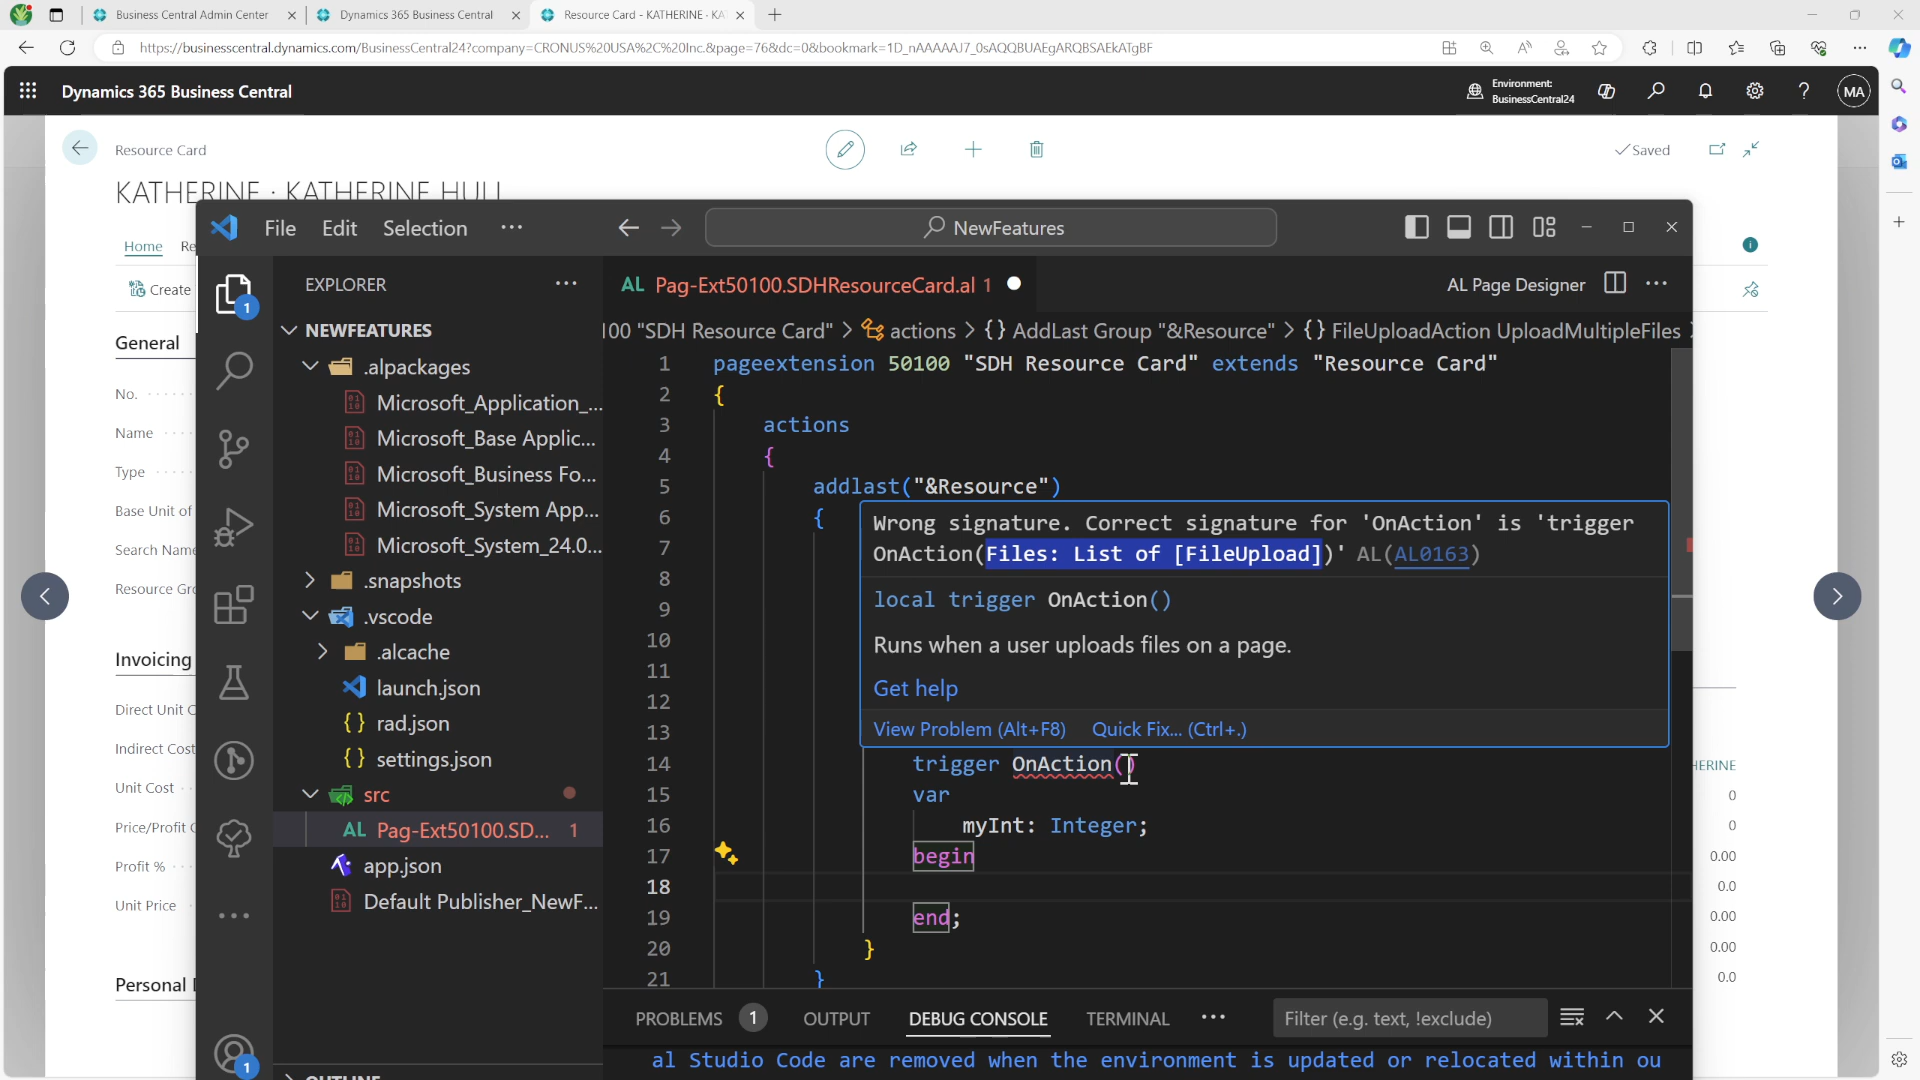 Business Central Admin Center
Dynamics 365 Business Central
Resource Card - KATHERINE · KA
https://businesscentral.dynamics.com/BusinessCentral24?company=CRONUS%20USA%2C%20Inc.&page=76&dc=0&bookmark=1D_nAAAAAJ7_0sAQQBUAEgARQBSAEkATgBF
Dynamics 365 Business Central
Environment:
BusinessCentral24
MA
Resource Card
Saved
KATHERINE · KATHERINE HULL
Home
Re
Create
General
No.
Name
Type
Base Unit of
Search Name
Resource Gro
Invoicing
Direct Unit C
Indirect Cost
Unit Cost
Price/Profit C
Profit %
Unit Price
Personal
HERINE
0
0
0.00
0.0
0.00
0.00
0.0
File
Edit
Selection
···
NewFeatures
EXPLORER
NEWFEATURES
.alpackages
Microsoft_Application_...
Microsoft_Base Applic...
Microsoft_Business Fo...
Microsoft_System App...
Microsoft_System_24.0...
.snapshots
.vscode
.alcache
launch.json
rad.json
settings.json
src
AL Pag-Ext50100.SD... 1
app.json
Default Publisher_NewF...
OUTLINE
1
1
AL Pag-Ext50100.SDHResourceCard.al 1
AL Page Designer
00 "SDH Resource Card" > actions > {} AddLast Group "&Resource" > {} FileUploadAction UploadMultipleFiles >
1 pageextension 50100 "SDH Resource Card" extends "Resource Card"
2 {
3 actions
4 {
5 addlast("&Resource")
6 {
7
8
9
10
11
12
13
Wrong signature. Correct signature for 'OnAction' is 'trigger
OnAction(Files: List of [FileUpload])' AL(AL0163)
local trigger OnAction()
Runs when a user uploads files on a page.
Get help
View Problem (Alt+F8) Quick Fix... (Ctrl+.)
14 trigger OnAction()
15 var
16 myInt: Integer;
17 begin
18
19 end;
20 }
21 }
PROBLEMS 1
OUTPUT
DEBUG CONSOLE
TERMINAL
···
Filter (e.g. text, !exclude)
al Studio Code are removed when the environment is updated or relocated within ou